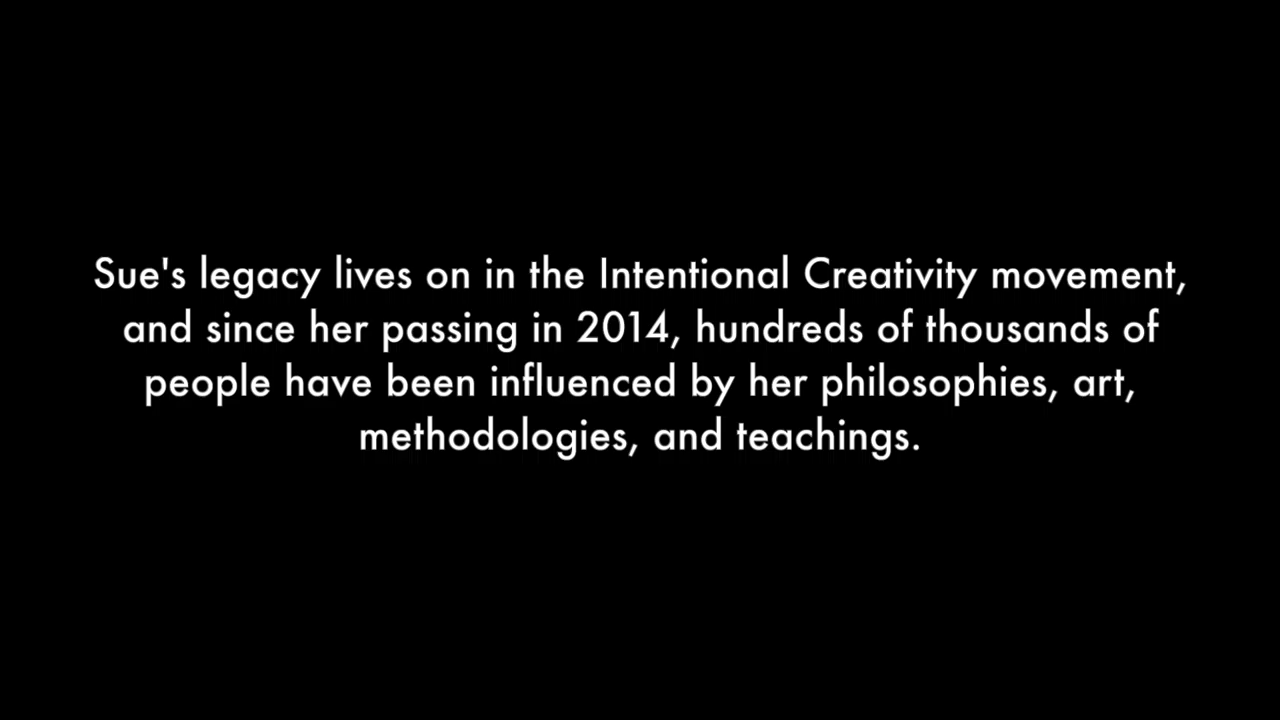 Sue's legacy lives on in the Intentional Creativity movement,
and since her passing in 2014, hundreds of thousands of
people have been influenced by her philosophies, art,
methodologies, and teachings.